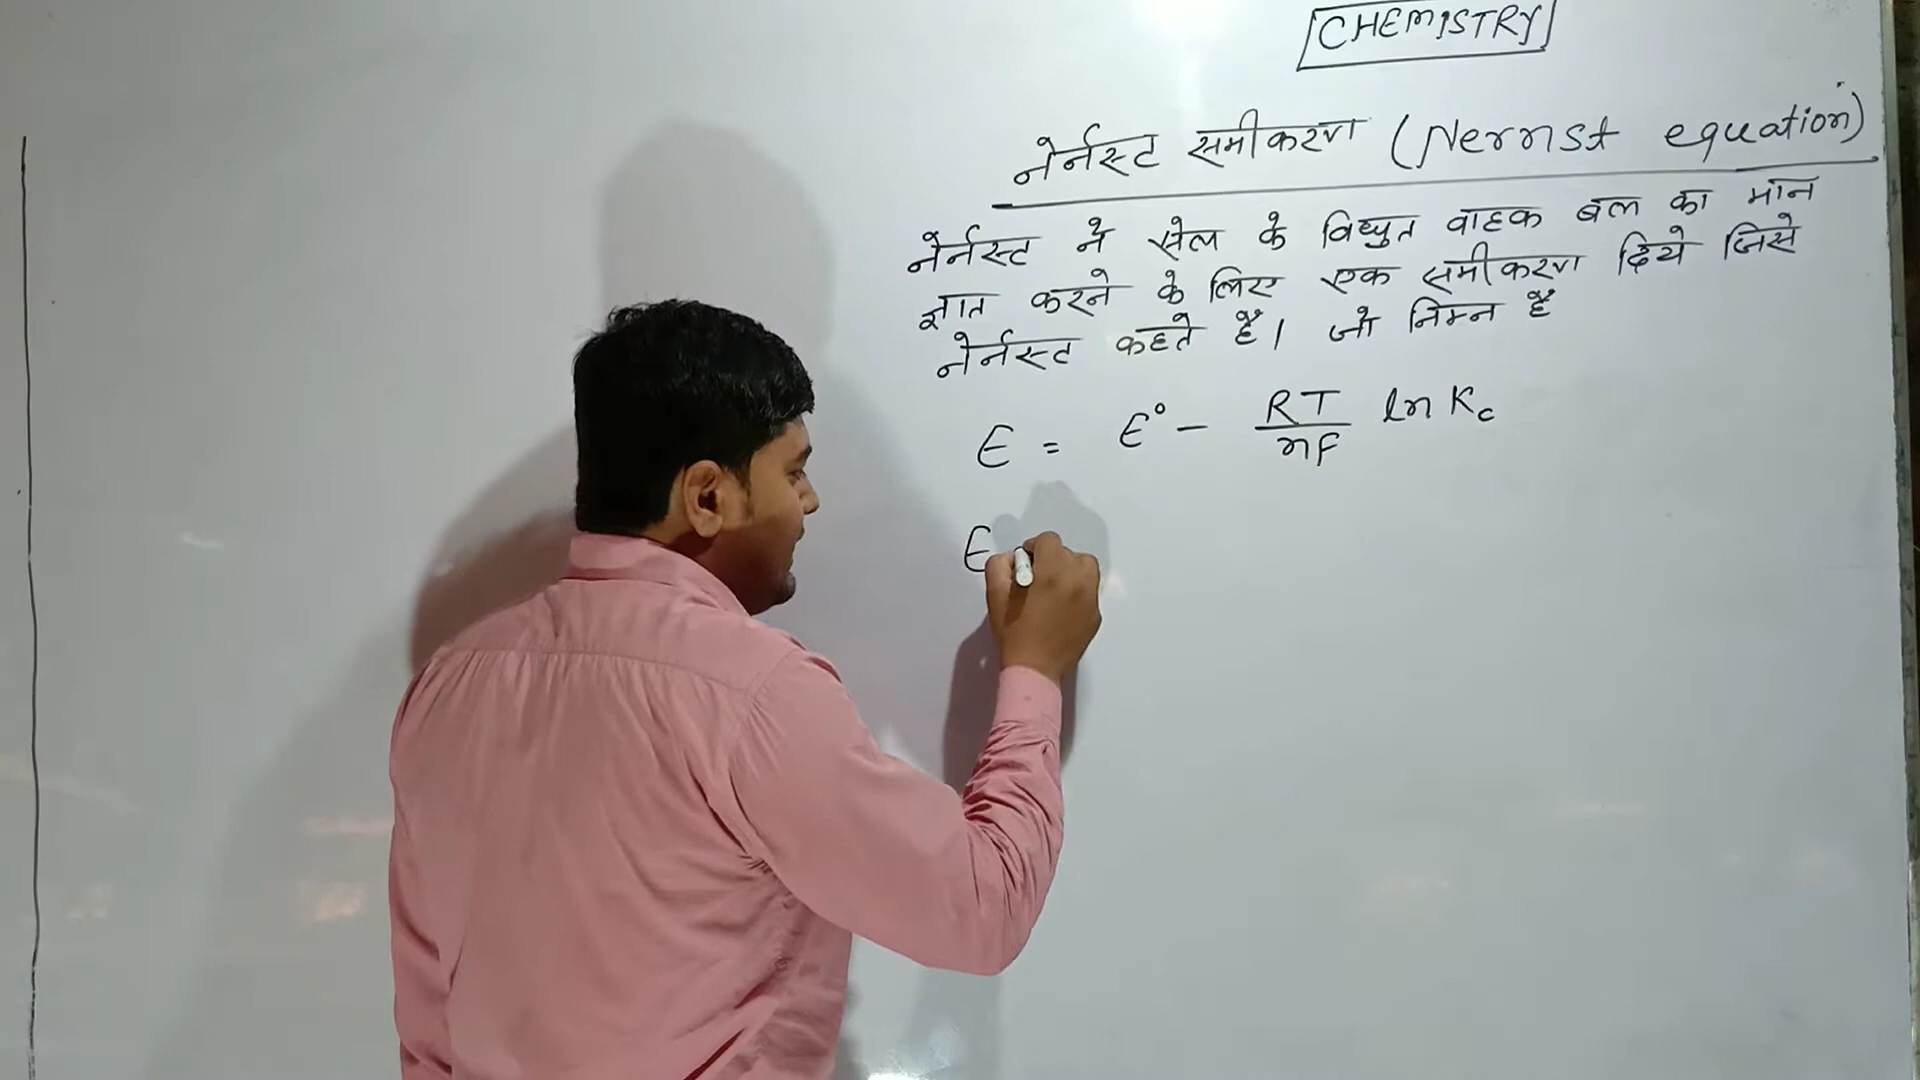 CHEMISTRY
नेर्नस्ट समीकरण (Nernst equation)
नेर्नस्ट ने सेल के विद्युत वाहक बल का मान
ज्ञात करने के लिए एक समीकरण दिये जिसे
नेर्नस्ट कहते है। जो निम्न है
E = E° - RT/nF ln Kc
E